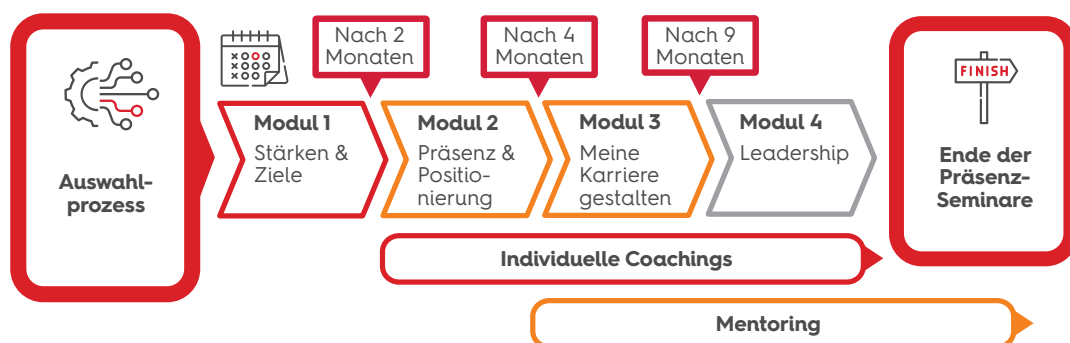 Nach 2
Monaten
Nach 4
Monaten
Nach 9
Monaten
FINISH
Auswahl-
prozess
Modul 1
Stärken &
Ziele
Modul 2
Präsenz &
Positio-
nierung
Modul 3
Meine
Karriere
gestalten
Modul 4
Leadership
Ende der
Präsenz-
Seminare
Individuelle Coachings
Mentoring